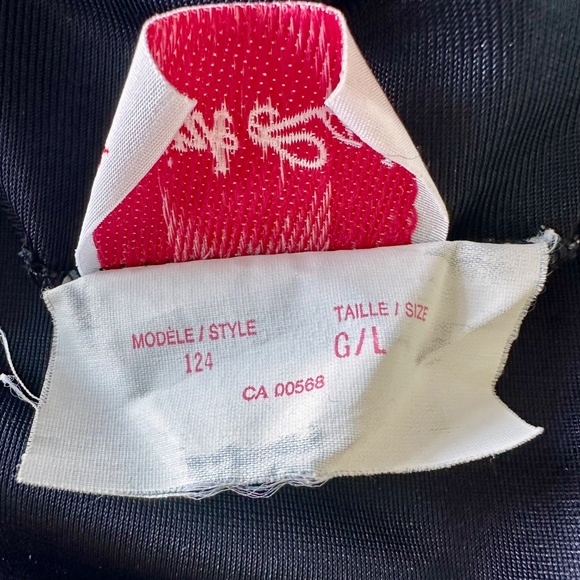 MODÈLE / STYLE
124
TAILLE / SIZE
G/L
CA 00568